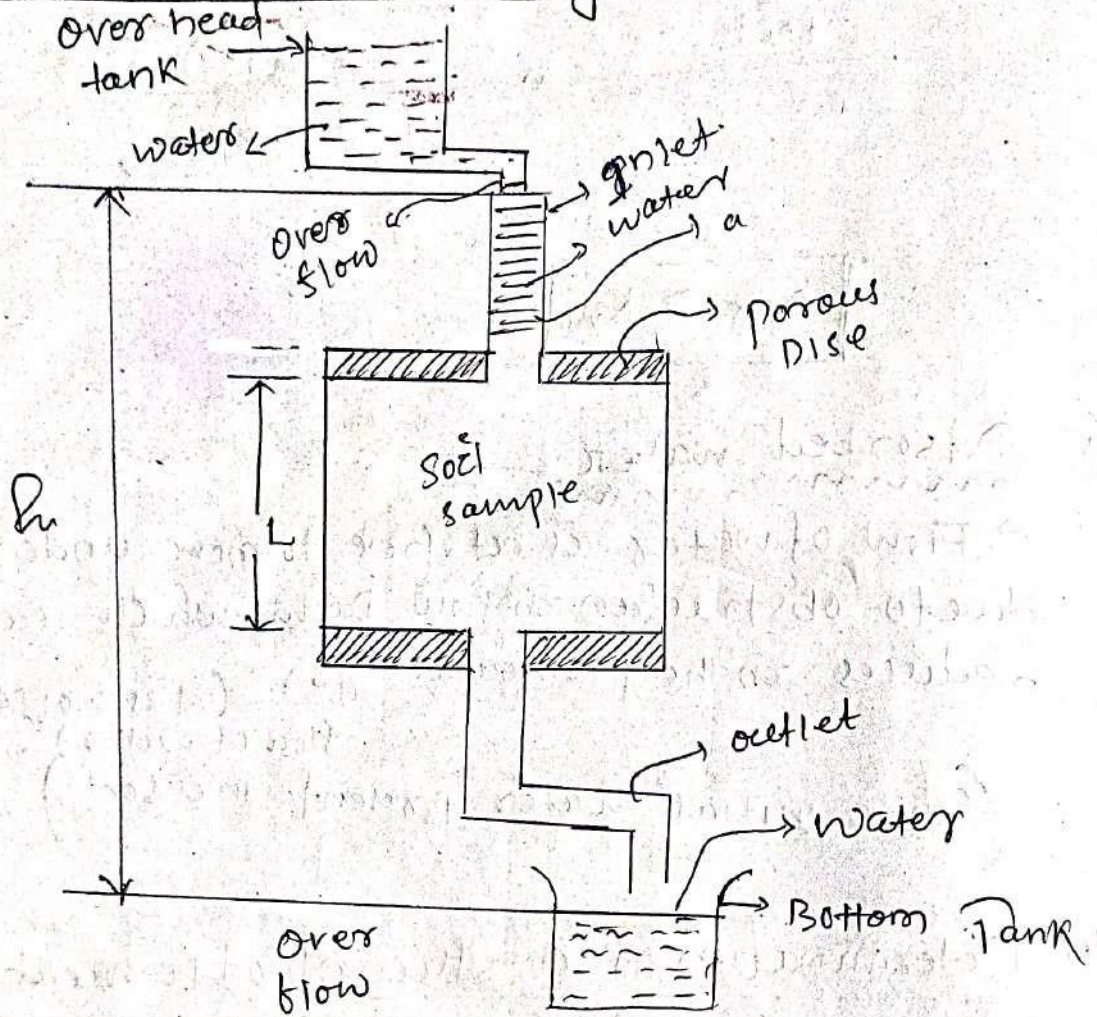 Over head
tank
water
Inlet
water
a
over
flow
porous
Disc
Soil
sample
h
L
outlet
water
Bottom Tank
over
flow